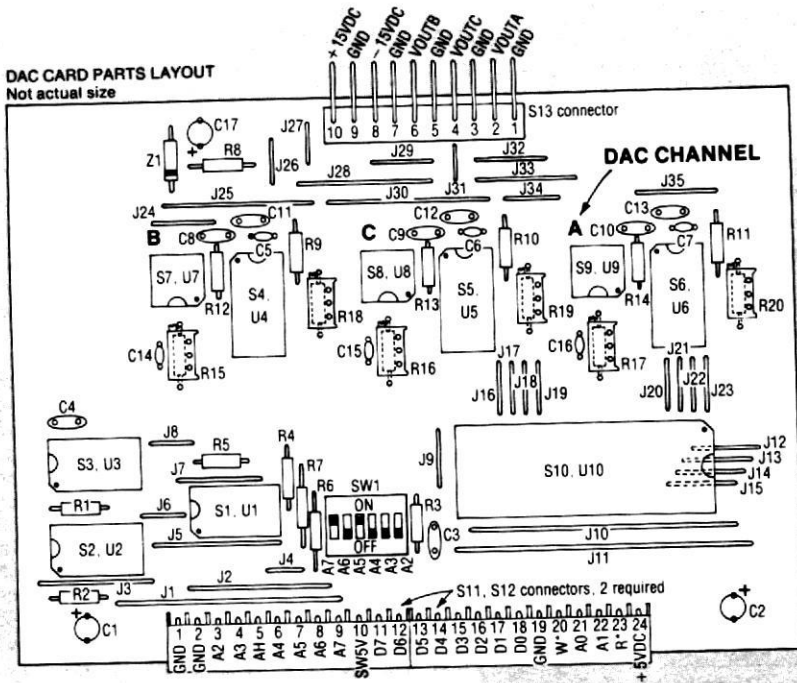 +15VDC
GND
-15VDC
GND
VOUTB
GND
VOUTC
GND
VOUTA
GND
DAC CARD PARTS LAYOUT
Not actual size
S13 connector
10 9 8 7 6 5 4 3 2 1
C17
Z1
R8
J27
J26
J29
J28
J32
J33
DAC CHANNEL
J25
J30
J31
J34
J35
J24
B
C8
C11
C5
R9
C
C9
C12
C6
R10
A
C10
C13
C7
R11
S7, U7
R12
S4, U4
R18
S8, U8
R13
S5, U5
R19
S9, U9
R14
S6, U6
R20
C14
R15
C15
R16
C16
R17
J17
J16
J18
J19
J21
J20
J22
J23
C4
J8
S3, U3
R5
R4
R7
R6
J7
SW1
ON
OFF
J9
S10, U10
J12
J13
J14
J15
R1
J6
S1, U1
R3
C3
S2, U2
J5
J10
J11
A7 A6 A5 A4 A3 A2
J4
J3
J2
J1
R2
S11, S12 connectors, 2 required
C1
C2
1 2 3 4 5 6 7 8 9 10 11 12 13 14 15 16 17 18 19 20 21 22 23 24
GND
GND
A2
A3
AH
A4
A5
A6
A7
SW5V
D7
D6
D5
D4
D3
D2
D1
D0
GND
W*
A0
A1
R*
+5VDC